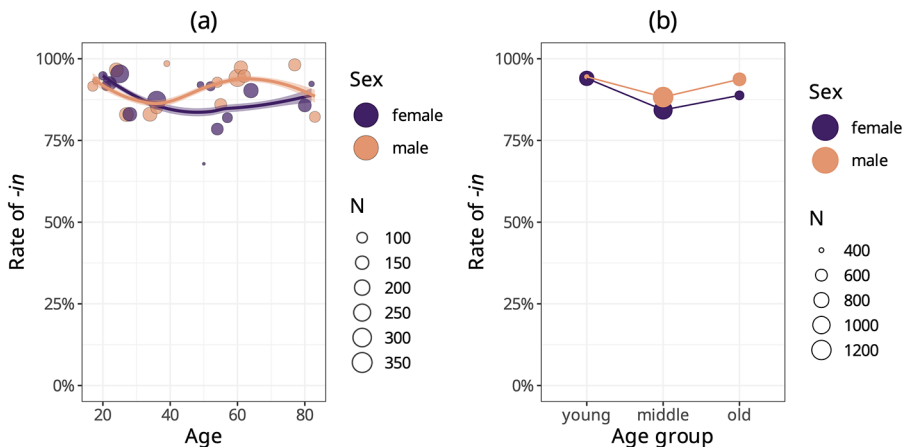 (a)
100%
75%
50%
25%
0%
Rate of -in
20 40 60 80
Age
Sex
female
male
N
100
150
200
250
300
350
(b)
100%
75%
50%
25%
0%
Rate of -in
young middle old
Age group
Sex
female
male
N
400
600
800
1000
1200